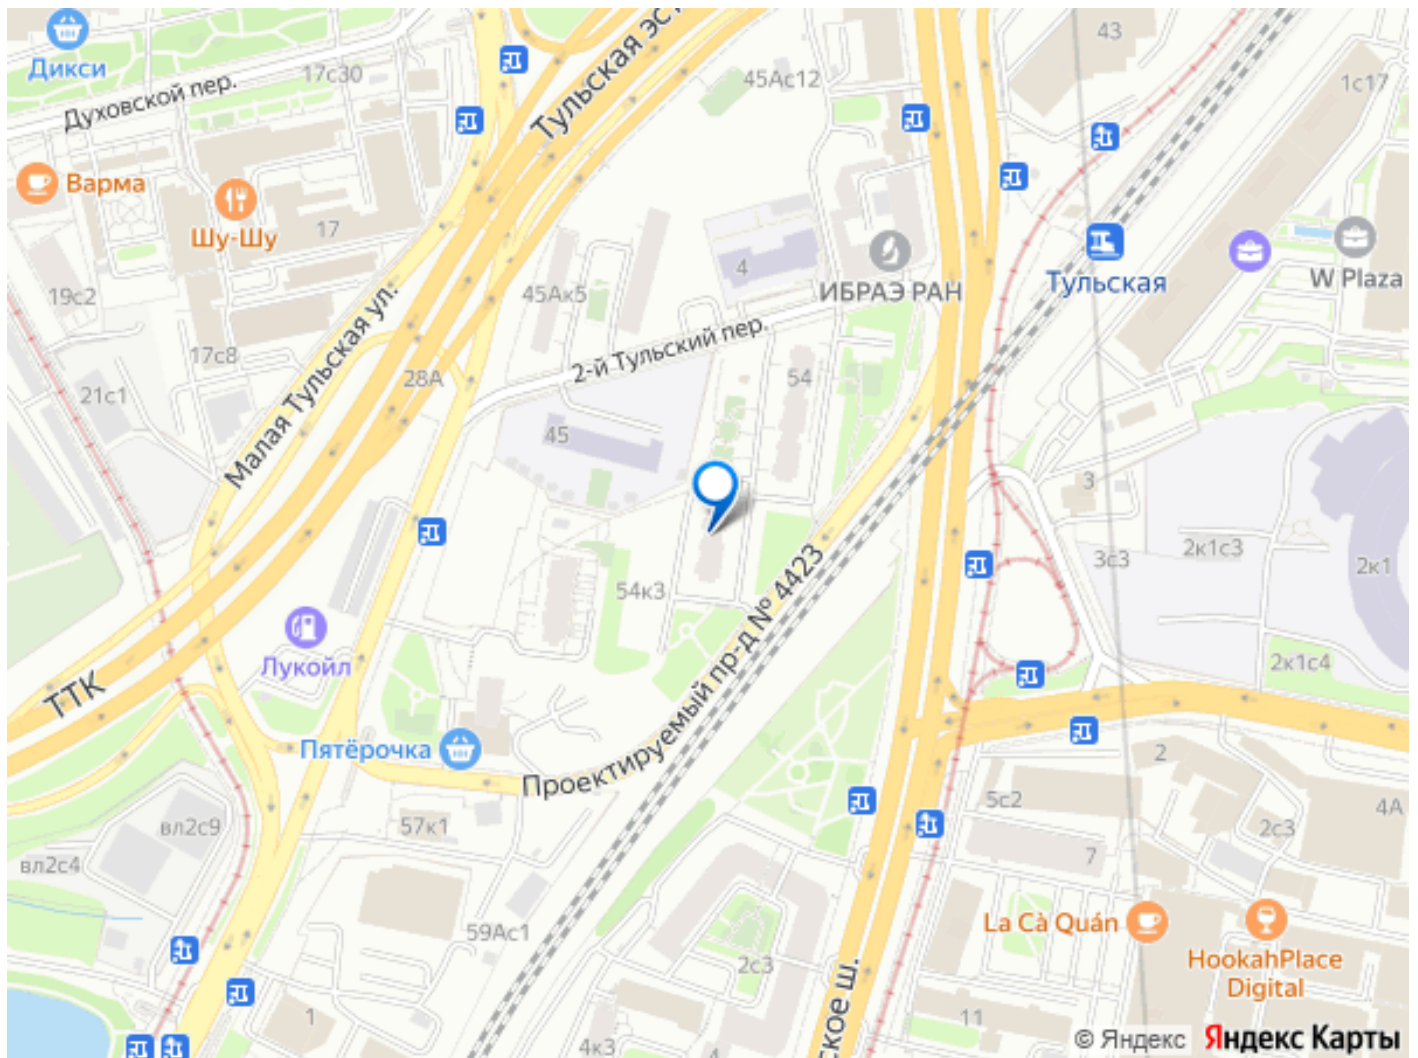 43
Тульская эст
Дикси
17с30
45Ас12
1с17
Духовской пер.
Варма
Шу-Шу
17
4
ИБРАЭ РАН
Тульская
W Plaza
19с2
45Ак5
Малая Тульская ул.
2-й Тульский пер.
17с8
28А
54
21с1
45
3
2к1с3
3с3
2к1
54к3
Проектируемый пр-д № 4423
Лукойл
2к1с4
ТТК
Пятёрочка
2
5с2
4А
вл2с9
57к1
2с3
7
вл2с4
La Cà Quán
59Ас1
2с3
HookahPlace
Digital
ское ш.
1
11
4к3
4
© Яндекс Яндекс Карты